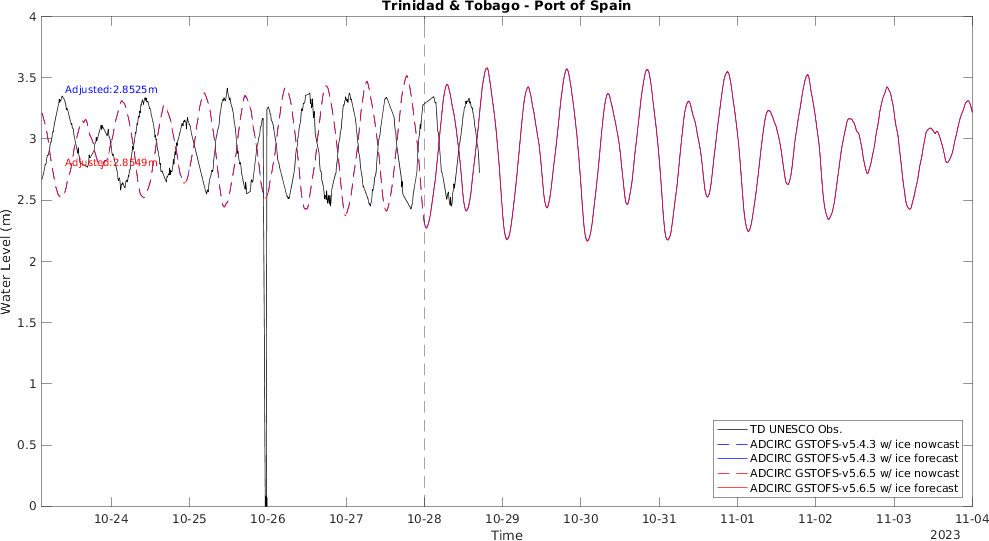 Trinidad & Tobago - Port of Spain
4
3.5
3
2.5
2
1.5
1
0.5
0
Water Level (m)
Adjusted:2.8525m
Adjusted:2.8549m
TD UNESCO Obs.
ADCIRC GSTOFS-v5.4.3 w/ ice nowcast
ADCIRC GSTOFS-v5.4.3 w/ ice forecast
ADCIRC GSTOFS-v5.6.5 w/ ice nowcast
ADCIRC GSTOFS-v5.6.5 w/ ice forecast
10-24 10-25 10-26 10-27 10-28 10-29 10-30 10-31 11-01 11-02 11-03 11-04
Time
2023